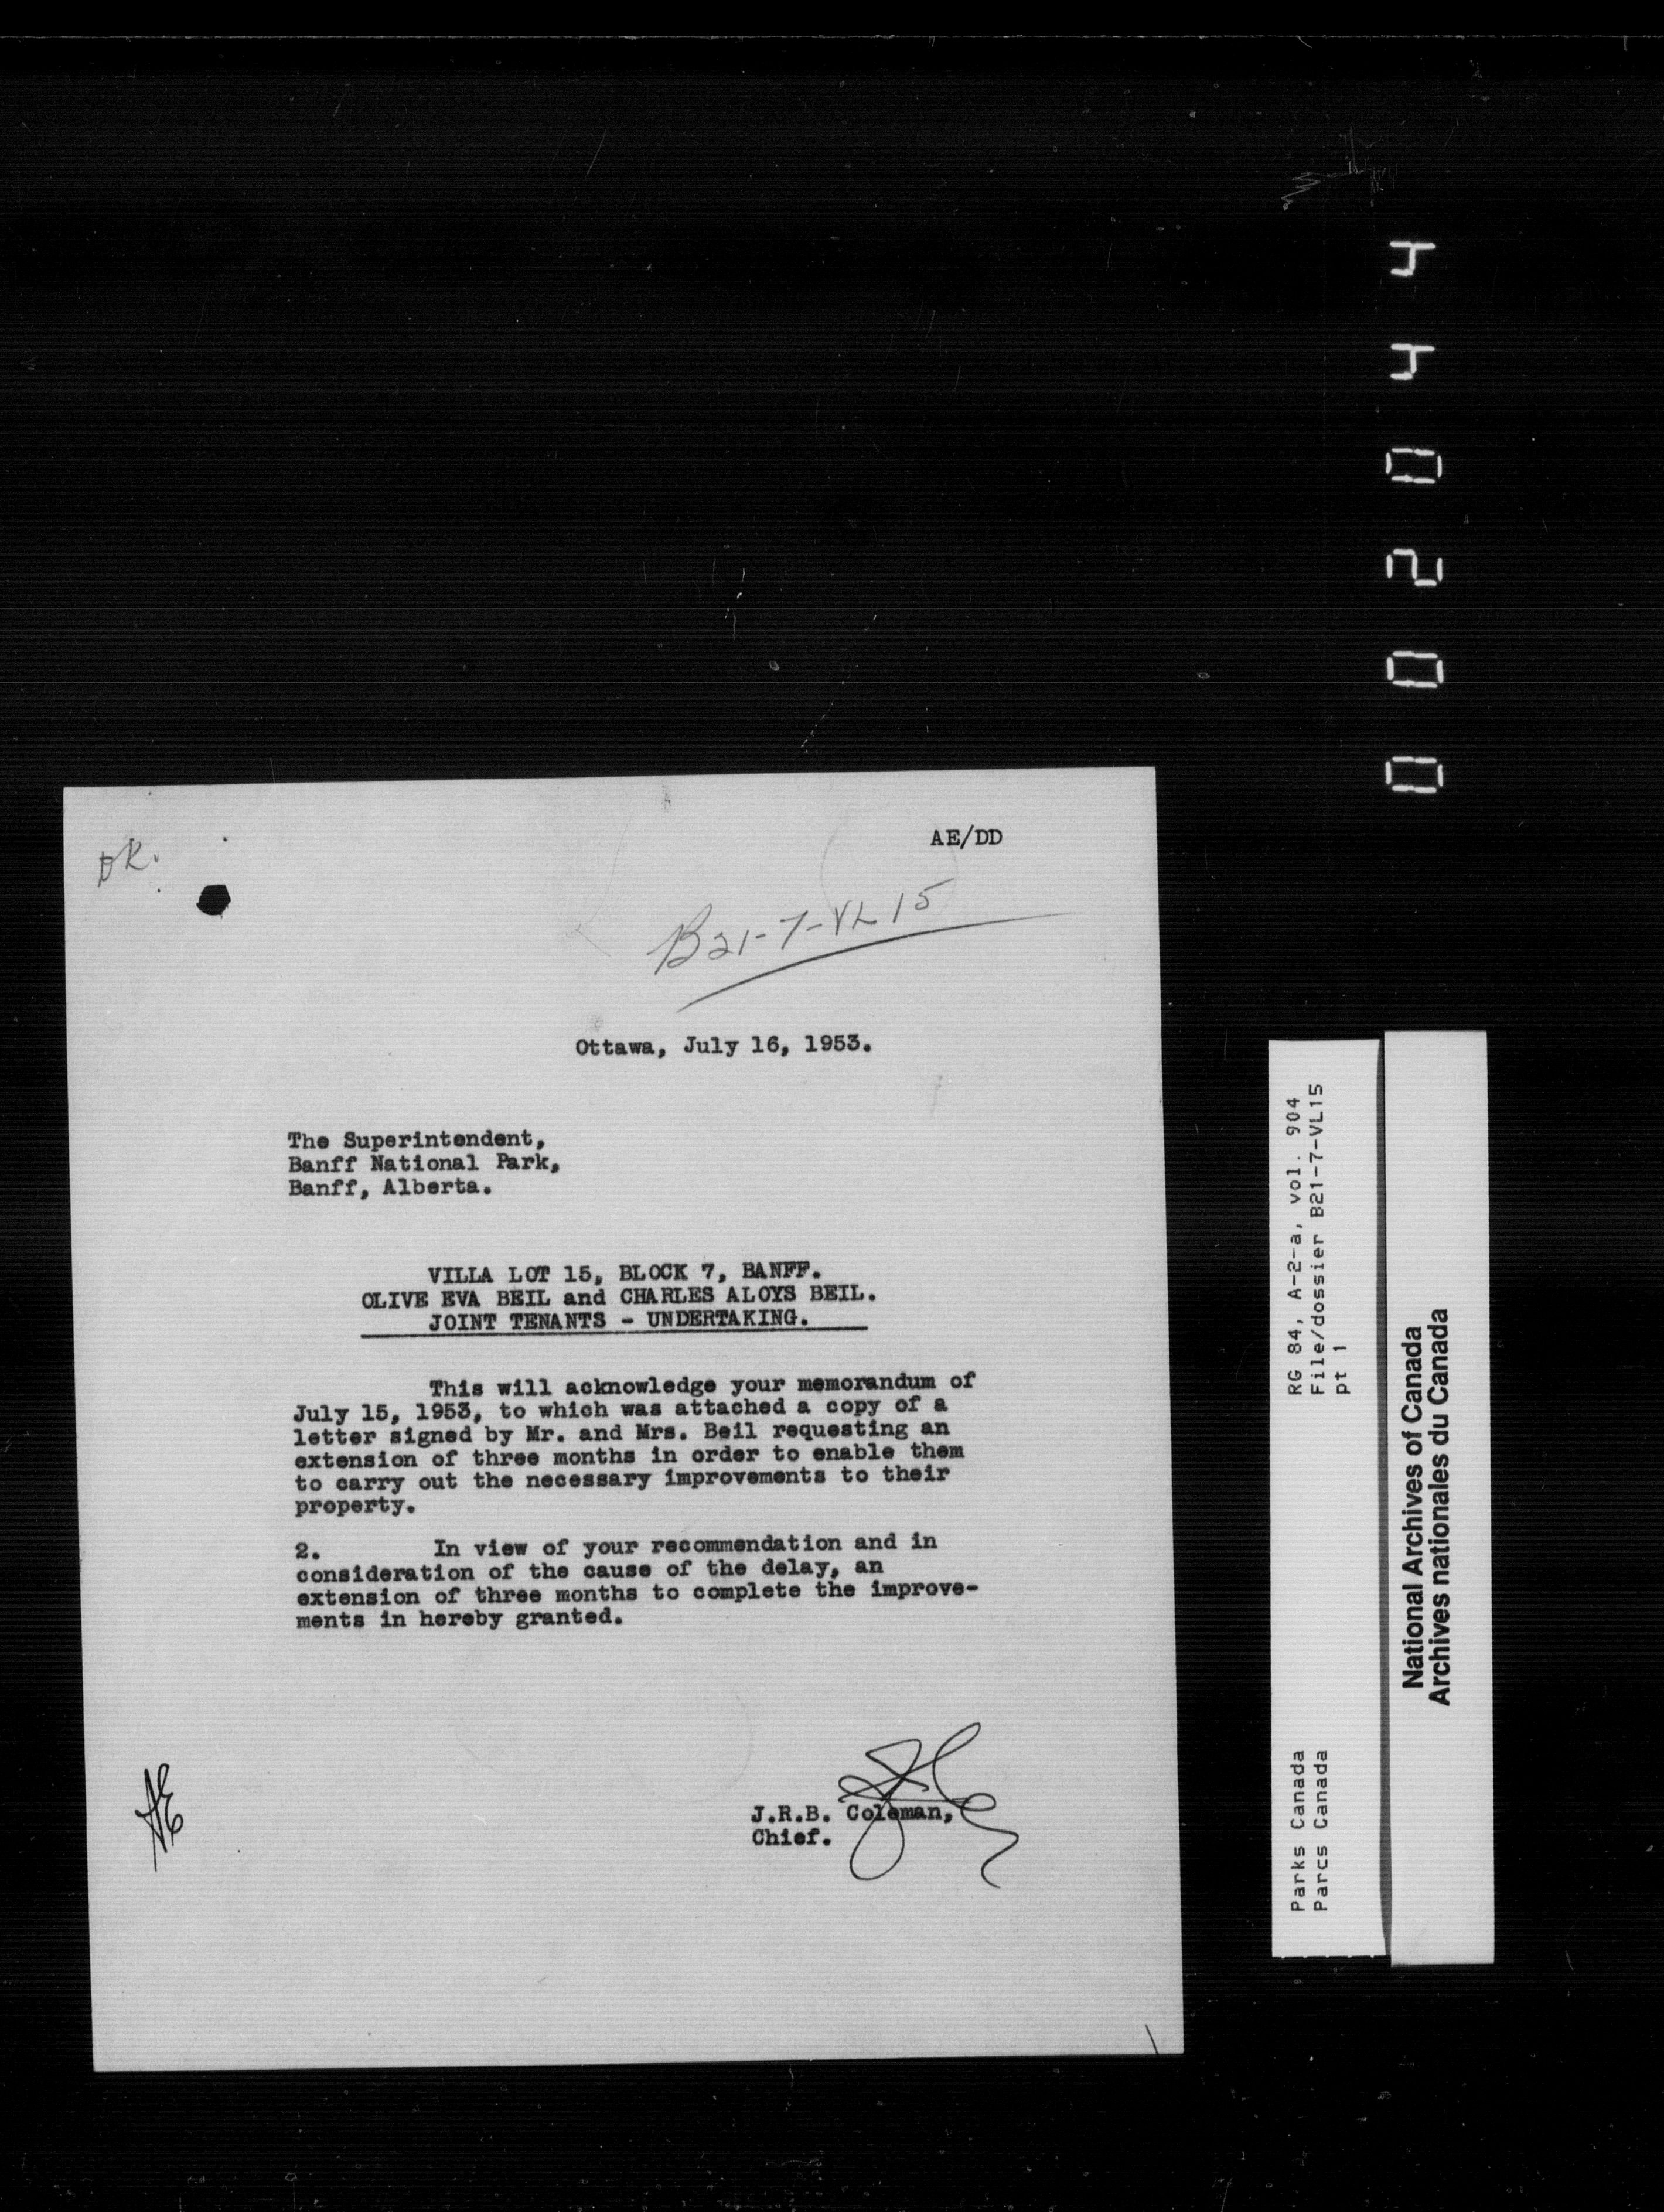 DR.
AE/DD
B21-7-VL15
Ottawa, July 16, 1953.
The Superintendent,
Banff National Park,
Banff, Alberta.
VILLA LOT 15, BLOCK 7, BANFF.
OLIVE EVA BEIL and CHARLES ALOYS BEIL.
JOINT TENANTS - UNDERTAKING.
This will acknowledge your memorandum of
July 15, 1953, to which was attached a copy of a
letter signed by Mr. and Mrs. Beil requesting an
extension of three months in order to enable them
to carry out the necessary improvements to their
property.
2. In view of your recommendation and in
consideration of the cause of the delay, an
extension of three months to complete the improve-
ments in hereby granted.
AE
J.R.B. Coleman,
Chief.
RG 84, A-2-a, vol. 904
File/dossier B21-7-VL15
pt 1
Parks Canada
Parcs Canada
National Archives of Canada
Archives nationales du Canada